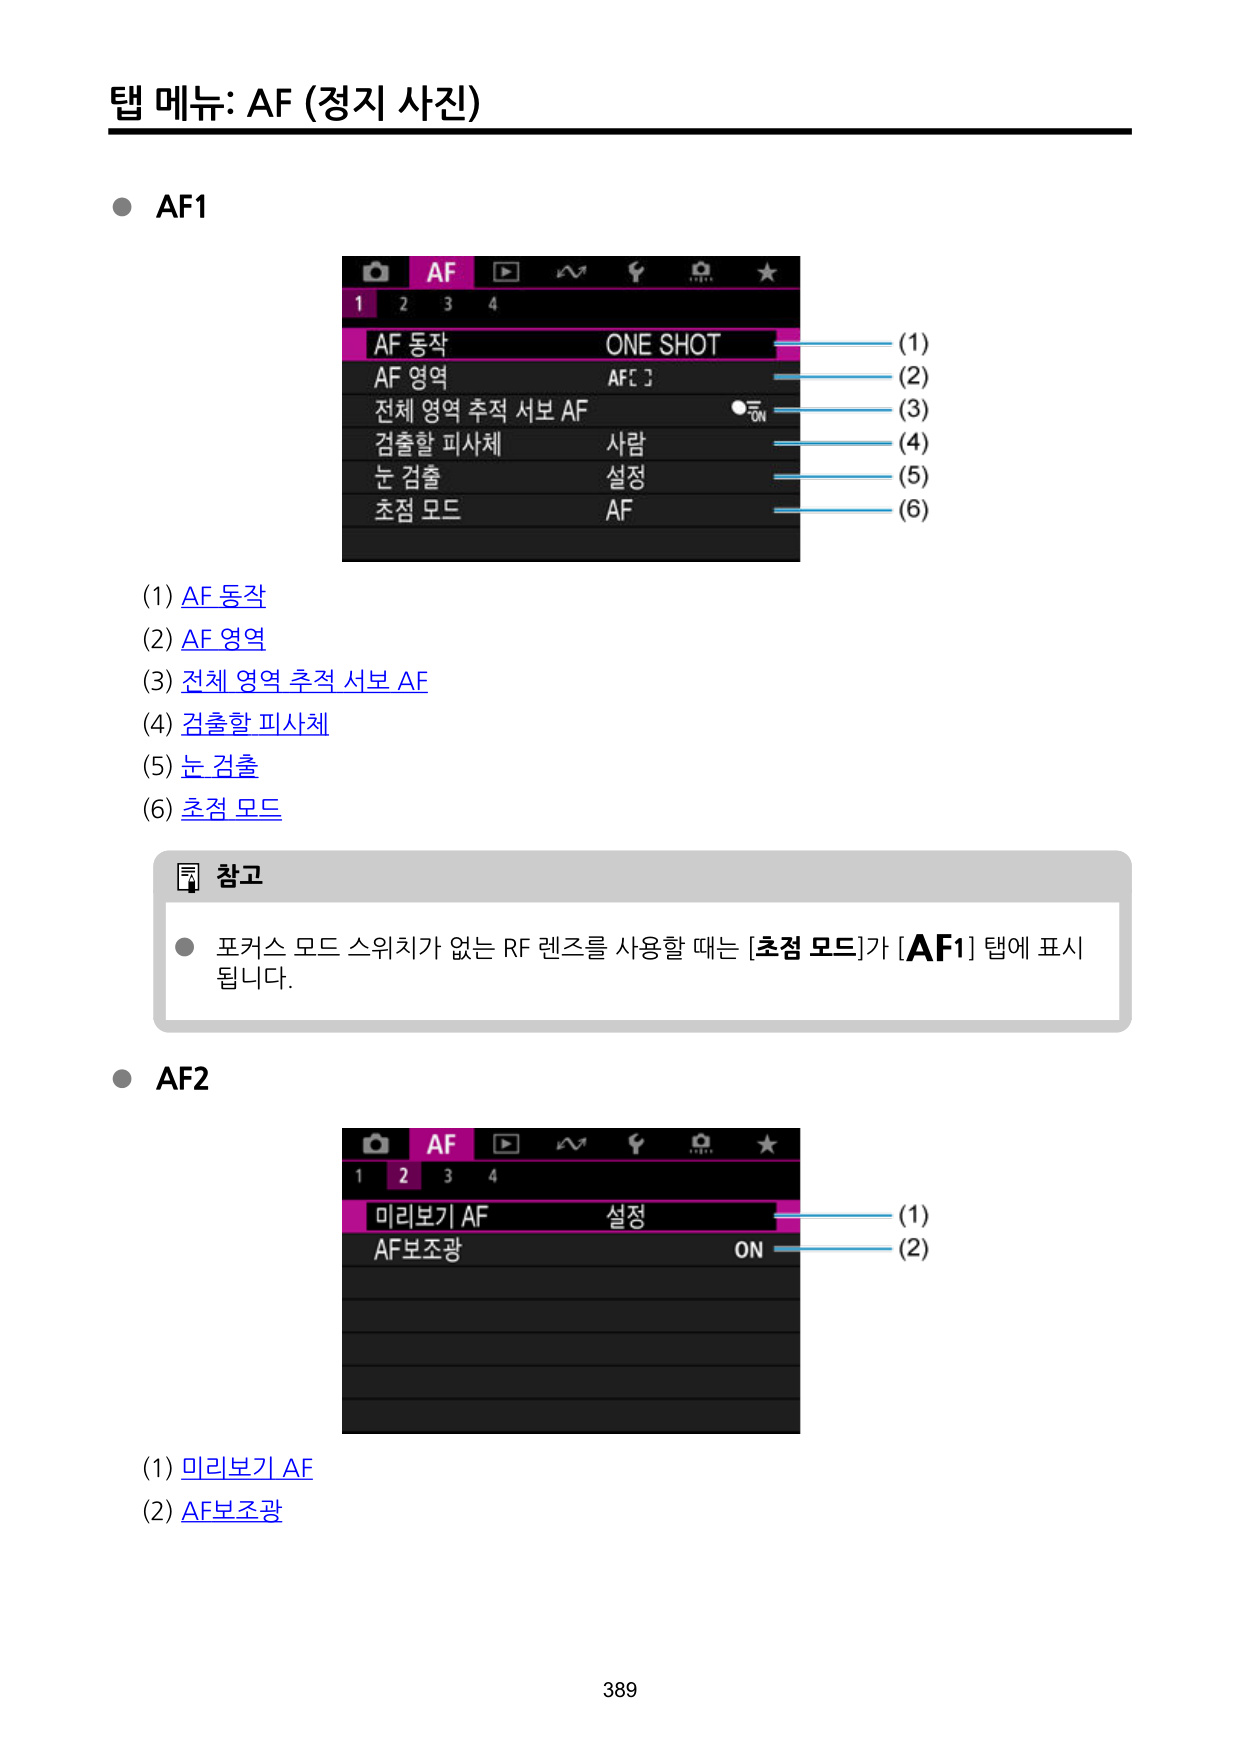 탭 메뉴: AF (정지 사진)
● AF1
AF
1 2 3 4
AF 동작 ONE SHOT (1)
AF 영역 AF[ ] (2)
전체 영역 추적 서보 AF ON (3)
검출할 피사체 사람 (4)
눈 검출 설정 (5)
초점 모드 AF (6)
(1) AF 동작
(2) AF 영역
(3) 전체 영역 추적 서보 AF
(4) 검출할 피사체
(5) 눈 검출
(6) 초점 모드
참고
● 포커스 모드 스위치가 없는 RF 렌즈를 사용할 때는 [초점 모드]가 [AF1] 탭에 표시
됩니다.
● AF2
AF
1 2 3 4
미리보기 AF 설정 (1)
AF보조광 ON (2)
(1) 미리보기 AF
(2) AF보조광
389